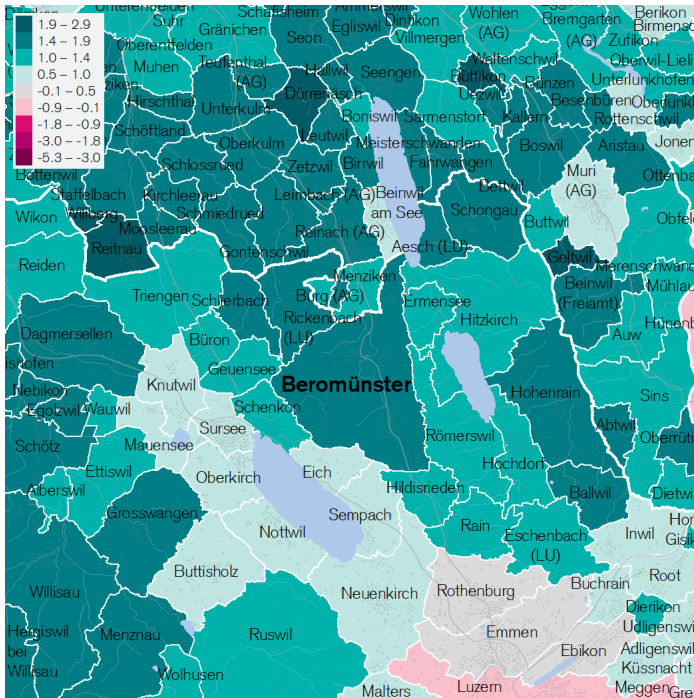 1.9 – 2.9
1.4 – 1.9
1.0 – 1.4
0.5 – 1.0
-0.1 – 0.5
-0.9 – -0.1
-1.8 – -0.9
-3.0 – -1.8
-5.3 – -3.0
Unterentfelden
Schafisheim
Ammerswil
Suhr
Gränichen
Seon
Egliswil
Dintikon
Villmergen
Wohlen
(AG)
Bremgarten
(AG)
Berikon
Zufikon
Oberwil-Lieli
Unterlunkhofen
Oberentfelden
Muhen
Teufenthal
(AG)
Hallwil
Seengen
Waltenschwil
Büttikon
Uezwil
Bünzen
Besenbüren
Rottenschwil
Hirschthal
Unterkulm
Dürrenäsch
Boniswil
Sarmenstorf
Kallern
Schöftland
Oberkulm
Leutwil
Meisterschwanden
Boswil
Aristau
Schlossrued
Zetzwil
Birrwil
Fahrwangen
Muri
(AG)
Bottenwil
Staffelbach
Kirchleerau
Leimbach (AG)
Beinwil
am See
Bettwil
Wikon
Wiliberg
Schmiedrued
Schongau
Buttwil
Moosleerau
Reinach (AG)
Reitnau
Gontenschwil
Aesch (LU)
Geltwil
Merenschwand
Reiden
Menziken
Beinwil
(Freiamt)
Triengen
Schlierbach
Burg (AG)
Ermensee
Rickenbach
(LU)
Hitzkirch
Auw
Dagmersellen
Büron
Geuensee
Beromünster
Hohenrain
Sins
Knutwil
Nebikon
Egolzwil
Wauwil
Schenkon
Sursee
Römerswil
Abtwil
Schötz
Mauensee
Ettiswil
Oberkirch
Eich
Hochdorf
Alberswil
Hildisrieden
Ballwil
Grosswangen
Sempach
Nottwil
Rain
Eschenbach
(LU)
Inwil
Buttisholz
Root
Buchrain
Willisau
Neuenkirch
Rothenburg
Dierikon
Hergiswil
bei
Willisau
Menznau
Ruswil
Emmen
Ebikon
Küssnacht
Wolhusen
Malters
Luzern
Meggen